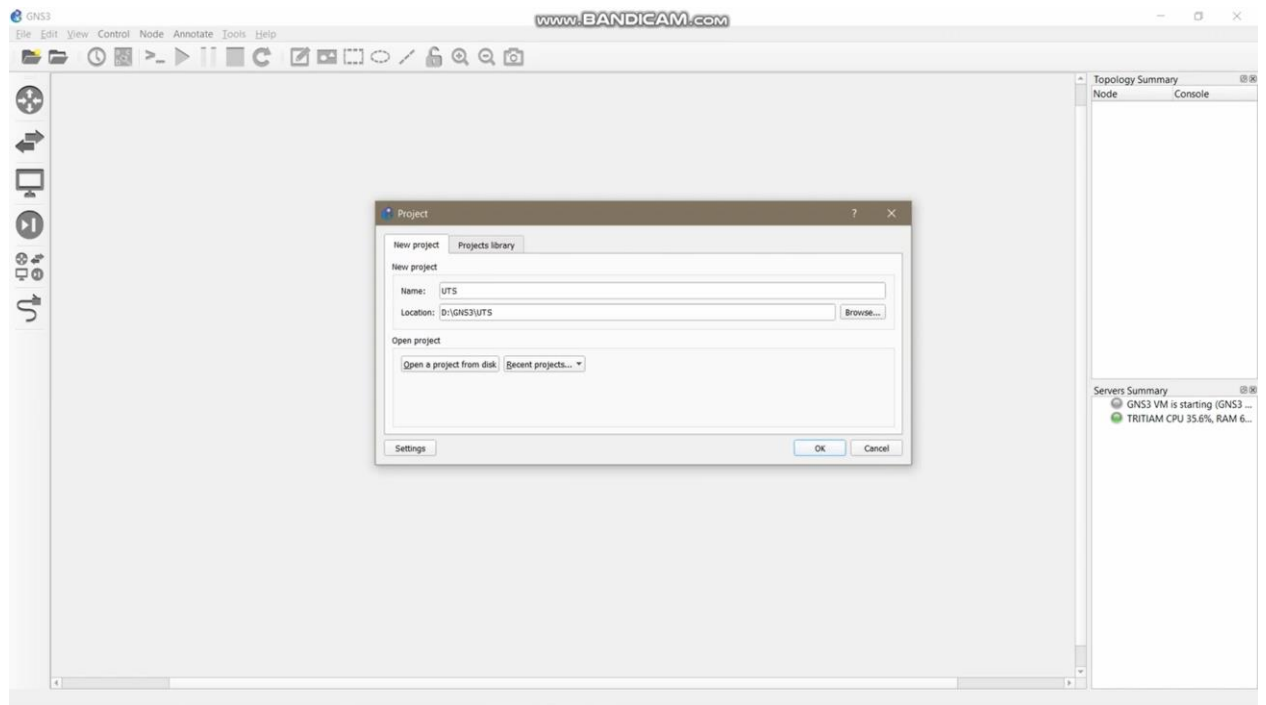 GNS3
www.BANDICAM.com
File Edit View Control Node Annotate Tools Help
Topology Summary
Node Console
Project
New project Projects library
New project
Name: UTS
Location: D:\GNS3\UTS Browse...
Open project
Open a project from disk Recent projects...
Settings OK Cancel
Servers Summary
GNS3 VM is starting (GNS3 ...
TRITIAM CPU 35.6%, RAM 6...